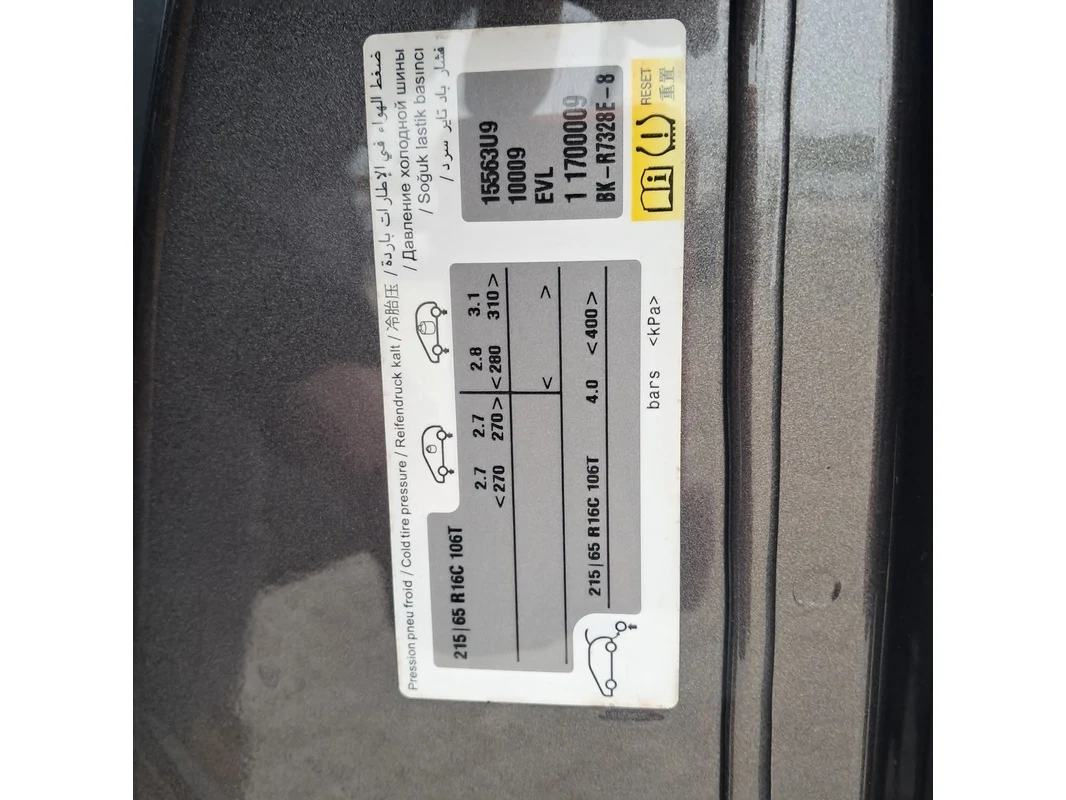 Pression pneu froid / Cold tire pressure / Reifendruck kalt / 冷胎压 / ضغط الهواء في الإطارات باردة
/ Давление холодной шины
/ Soğuk lastik basıncı
/ فشار باد تایر سرد
215|65 R16C 106T 2.7 2.7 2.8 3.1
<270 270> <280 310>
< >
215|65 R16C 106T 4.0 <400>
bars <kPa>
15563U9
10009
EVL
1 1700009
BK-R7328E-8
RESET
重置